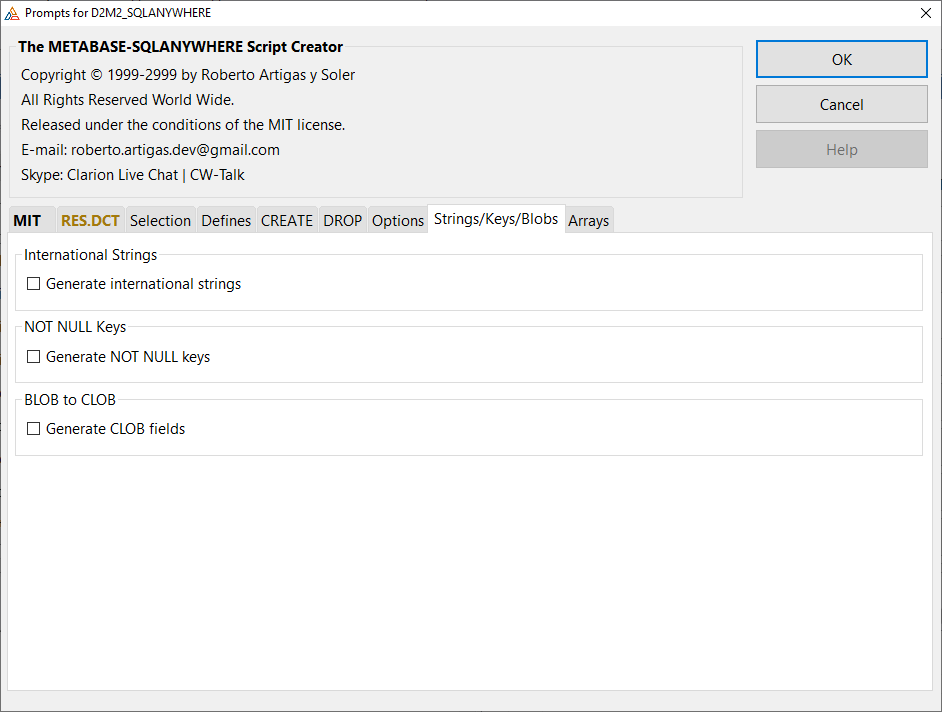 Prompts for D2M2_SQLANYWHERE
The METABASE-SQLANYWHERE Script Creator
Copyright © 1999-2999 by Roberto Artigas y Soler
All Rights Reserved World Wide.
Released under the conditions of the MIT license.
E-mail: roberto.artigas.dev@gmail.com
Skype: Clarion Live Chat | CW-Talk
OK
Cancel
Help
MIT RES.DCT Selection Defines CREATE DROP Options Strings/Keys/Blobs Arrays
International Strings
Generate international strings
NOT NULL Keys
Generate NOT NULL keys
BLOB to CLOB
Generate CLOB fields